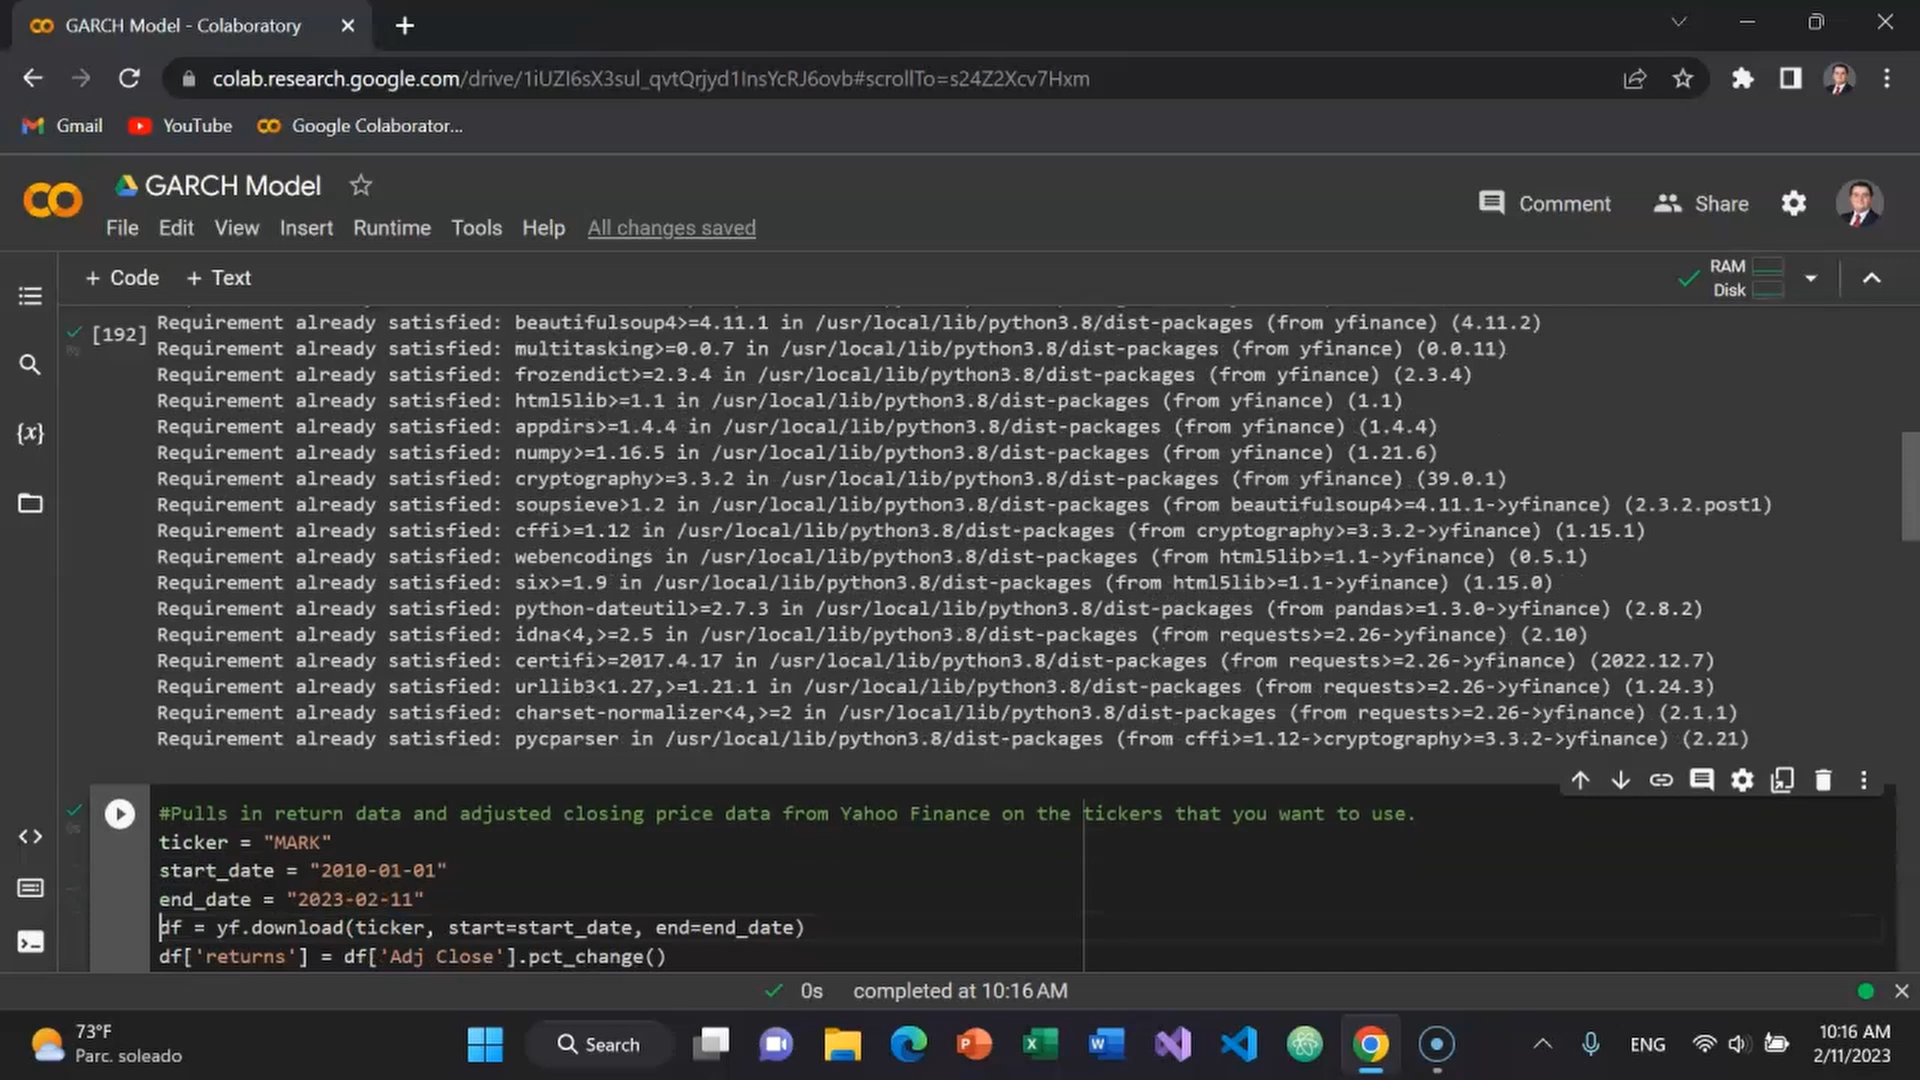 GARCH Model - Colaboratory
colab.research.google.com/drive/1iUZI6sX3sul_qvtQrjyd1InsYcRJ6ovb#scrollTo=s24Z2Xcv7Hxm
Gmail YouTube Google Colaborator...
GARCH Model
Comment Share
File Edit View Insert Runtime Tools Help All changes saved
+ Code + Text
RAM
Disk
[192]
Requirement already satisfied: beautifulsoup4>=4.11.1 in /usr/local/lib/python3.8/dist-packages (from yfinance) (4.11.2)
Requirement already satisfied: multitasking>=0.0.7 in /usr/local/lib/python3.8/dist-packages (from yfinance) (0.0.11)
Requirement already satisfied: frozendict>=2.3.4 in /usr/local/lib/python3.8/dist-packages (from yfinance) (2.3.4)
Requirement already satisfied: html5lib>=1.1 in /usr/local/lib/python3.8/dist-packages (from yfinance) (1.1)
Requirement already satisfied: appdirs>=1.4.4 in /usr/local/lib/python3.8/dist-packages (from yfinance) (1.4.4)
Requirement already satisfied: numpy>=1.16.5 in /usr/local/lib/python3.8/dist-packages (from yfinance) (1.21.6)
Requirement already satisfied: cryptography>=3.3.2 in /usr/local/lib/python3.8/dist-packages (from yfinance) (39.0.1)
Requirement already satisfied: soupsieve>1.2 in /usr/local/lib/python3.8/dist-packages (from beautifulsoup4>=4.11.1->yfinance) (2.3.2.post1)
Requirement already satisfied: cffi>=1.12 in /usr/local/lib/python3.8/dist-packages (from cryptography>=3.3.2->yfinance) (1.15.1)
Requirement already satisfied: webencodings in /usr/local/lib/python3.8/dist-packages (from html5lib>=1.1->yfinance) (0.5.1)
Requirement already satisfied: six>=1.9 in /usr/local/lib/python3.8/dist-packages (from html5lib>=1.1->yfinance) (1.15.0)
Requirement already satisfied: python-dateutil>=2.7.3 in /usr/local/lib/python3.8/dist-packages (from pandas>=1.3.0->yfinance) (2.8.2)
Requirement already satisfied: idna<4,>=2.5 in /usr/local/lib/python3.8/dist-packages (from requests>=2.26->yfinance) (2.10)
Requirement already satisfied: certifi>=2017.4.17 in /usr/local/lib/python3.8/dist-packages (from requests>=2.26->yfinance) (2022.12.7)
Requirement already satisfied: urllib3<1.27,>=1.21.1 in /usr/local/lib/python3.8/dist-packages (from requests>=2.26->yfinance) (1.24.3)
Requirement already satisfied: charset-normalizer<4,>=2 in /usr/local/lib/python3.8/dist-packages (from requests>=2.26->yfinance) (2.1.1)
Requirement already satisfied: pycparser in /usr/local/lib/python3.8/dist-packages (from cffi>=1.12->cryptography>=3.3.2->yfinance) (2.21)
#Pulls in return data and adjusted closing price data from Yahoo Finance on the tickers that you want to use.
ticker = "MARK"
start_date = "2010-01-01"
end_date = "2023-02-11"
df = yf.download(ticker, start=start_date, end=end_date)
df['returns'] = df['Adj Close'].pct_change()
0s completed at 10:16 AM
73°F
Parc. soleado
Search
ENG
10:16 AM
2/11/2023